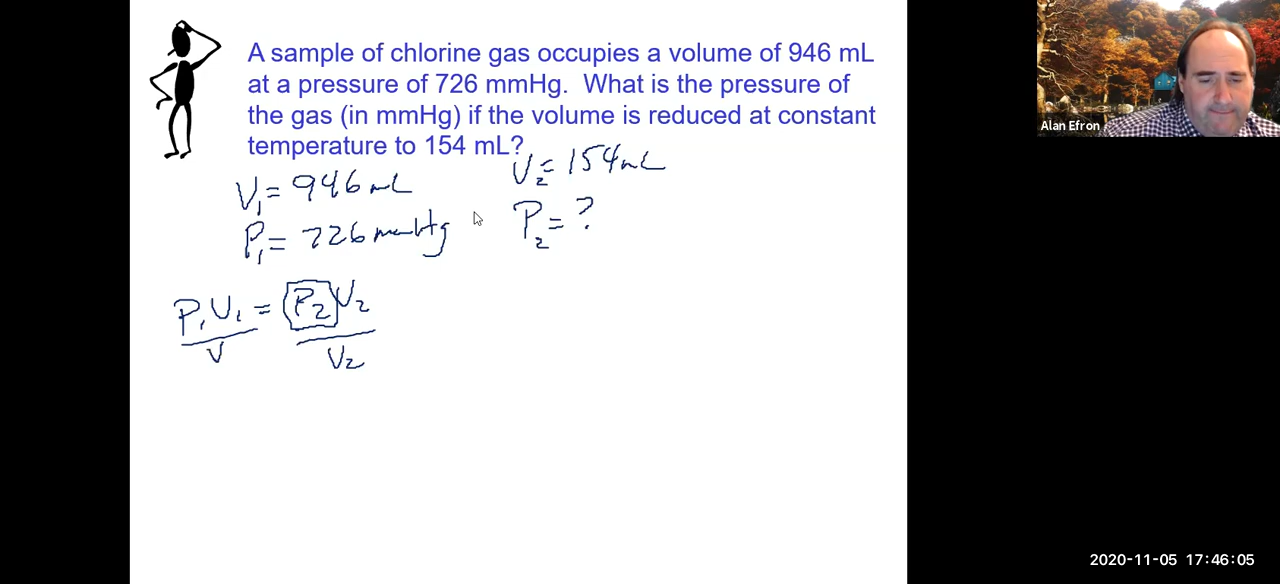 A sample of chlorine gas occupies a volume of 946 mL
at a pressure of 726 mmHg. What is the pressure of
the gas (in mmHg) if the volume is reduced at constant
temperature to 154 mL?
V₁ = 946 mL
V₂ = 154 mL
P₁ = 726 mmHg
P₂ = ?
P₁V₁ = P₂V₂
V
V₂
Alan Efron
2020-11-05 17:46:05